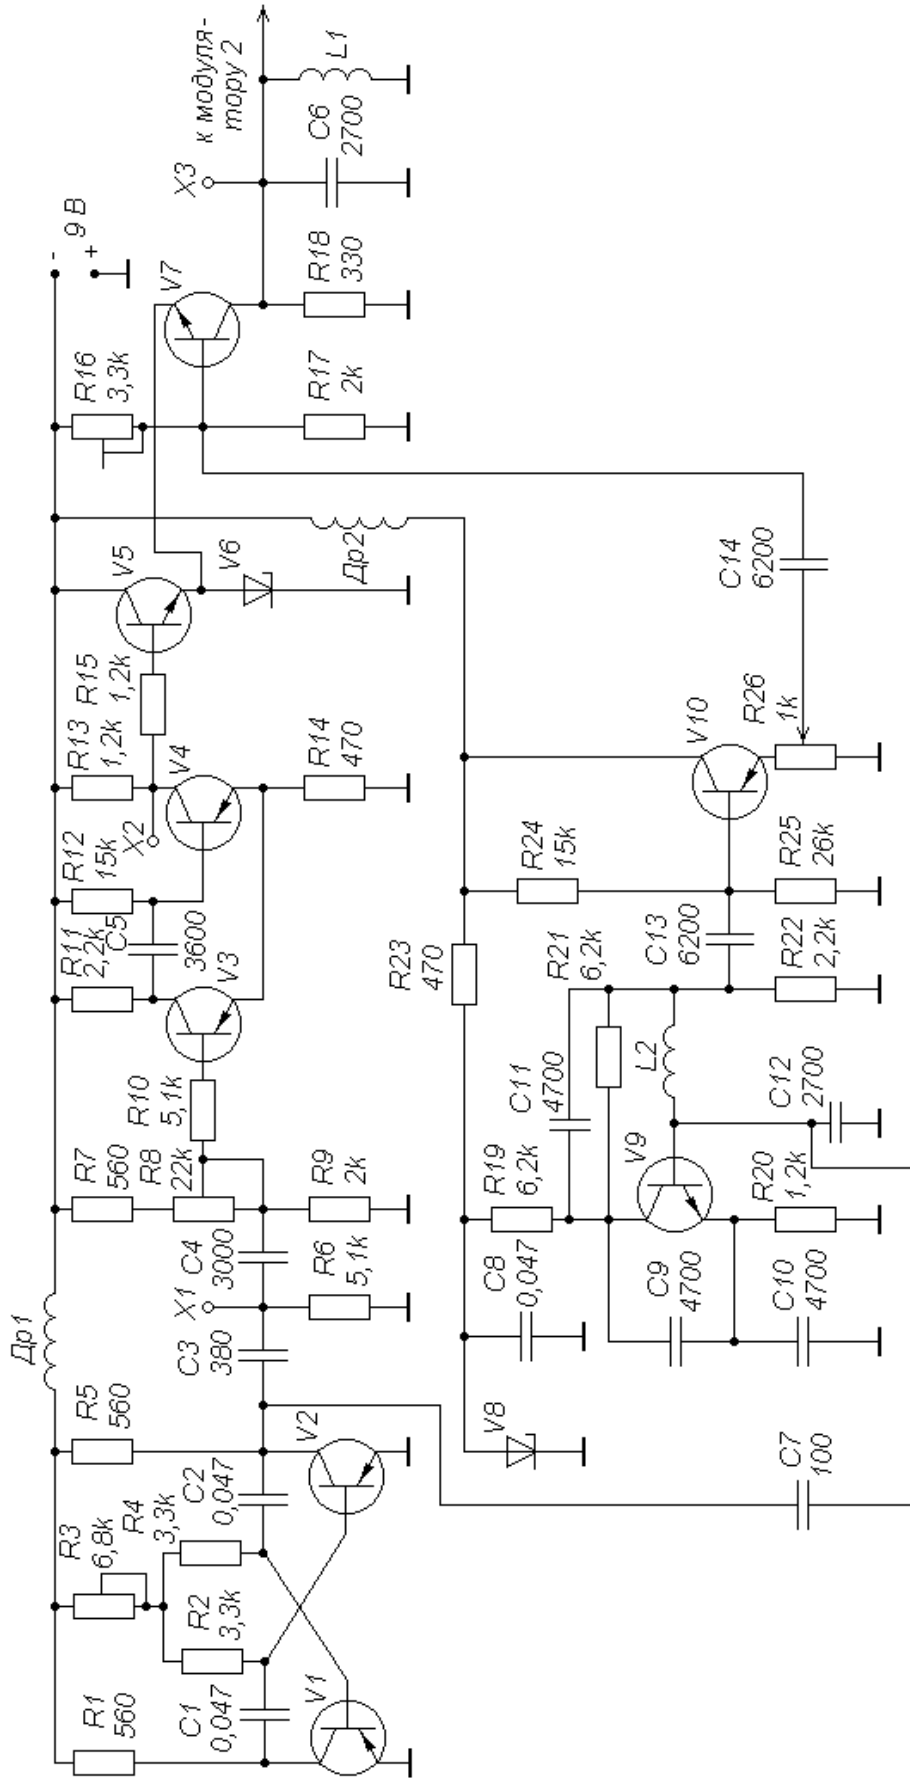 R1
560
R2
3,3k
C1
0,047
V1
R3
6,8k
R4
3,3k
C2
0,047
V2
R5
560
Др1
C3
380
X1
C4
3000
R6
5,1k
R7
560
R8
22k
R9
2k
R10
5,1k
R11
2,2k
C5
3600
V3
R12
15k
X2
R13
1,2k
V4
R14
470
R15
1,2k
V5
V6
Др2
R16
3,3k
R17
2k
V7
R18
330
-
9 В
+
X3
C6
2700
L1
к модуля-
тору 2
C7
100
V8
C8
0,047
C9
4700
C10
4700
R19
6,2k
V9
R20
1,2k
C11
4700
L2
C12
2700
R23
470
R21
6,2k
R22
2,2k
R24
15k
C13
6200
R25
26k
V10
R26
1k
C14
6200